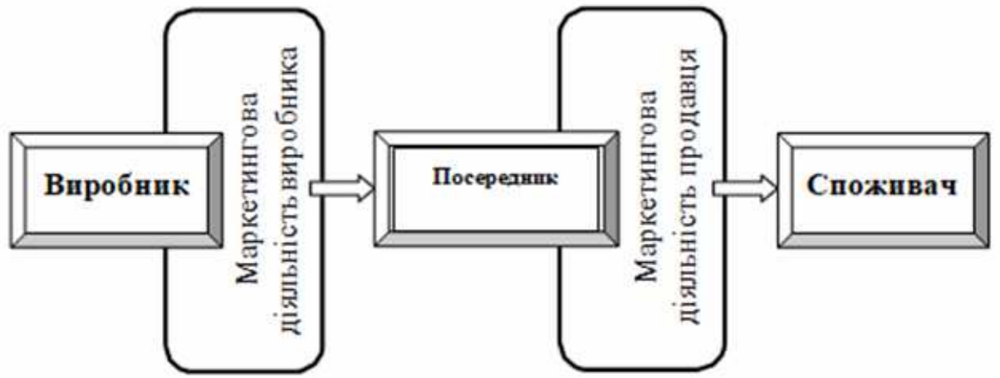 Виробник
Маркетингова
діяльність виробника
Посередник
Маркетингова
діяльність продавця
Споживач